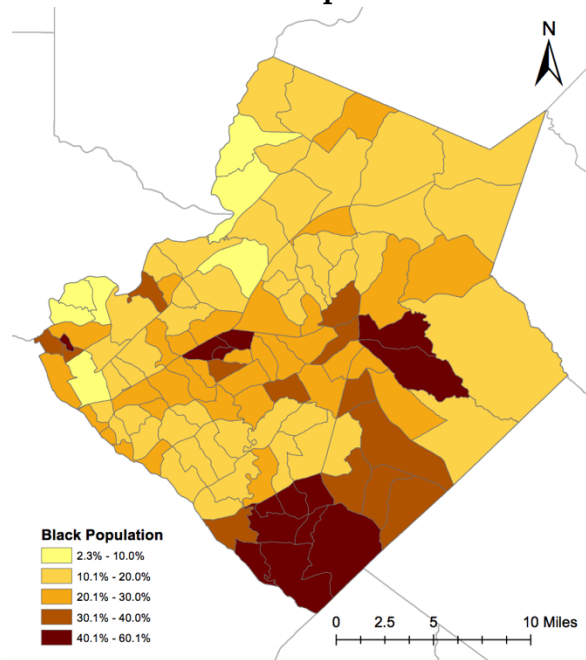 N
Black Population
2.3% - 10.0%
10.1% - 20.0%
20.1% - 30.0%
30.1% - 40.0%
40.1% - 60.1%
0 2.5 5 10 Miles